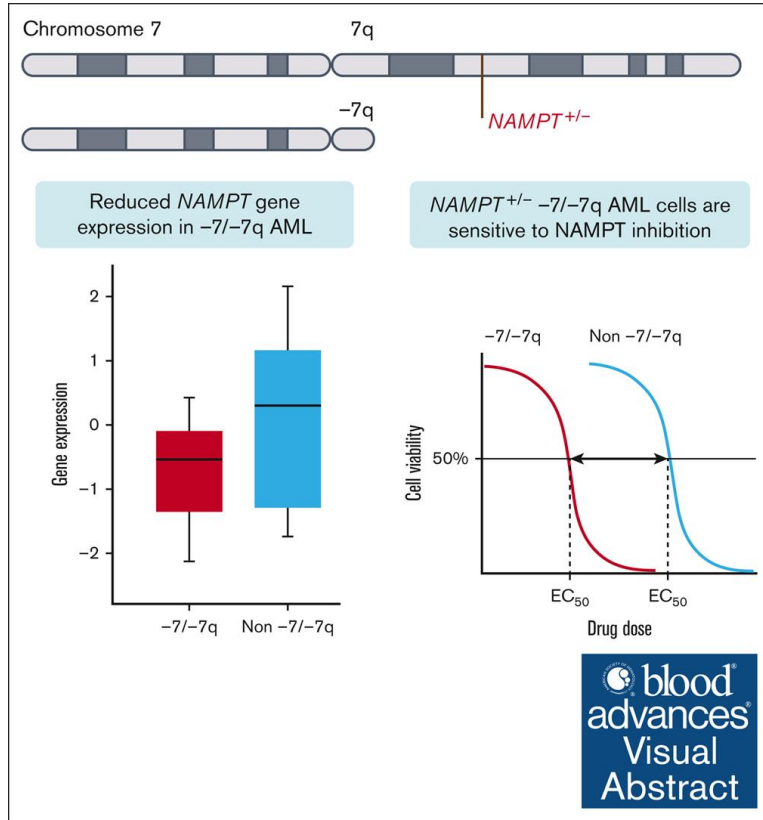 Chromosome 7
7q
NAMPT+/−
−7q
Reduced NAMPT gene
expression in −7/−7q AML
NAMPT+/− −7/−7q AML cells are
sensitive to NAMPT inhibition
Gene expression
2
1
0
−1
−2
−7/−7q
Non −7/−7q
−7/−7q
Non −7/−7q
Cell viability
50%
EC50
EC50
Drug dose
blood®
advances®
Visual
Abstract